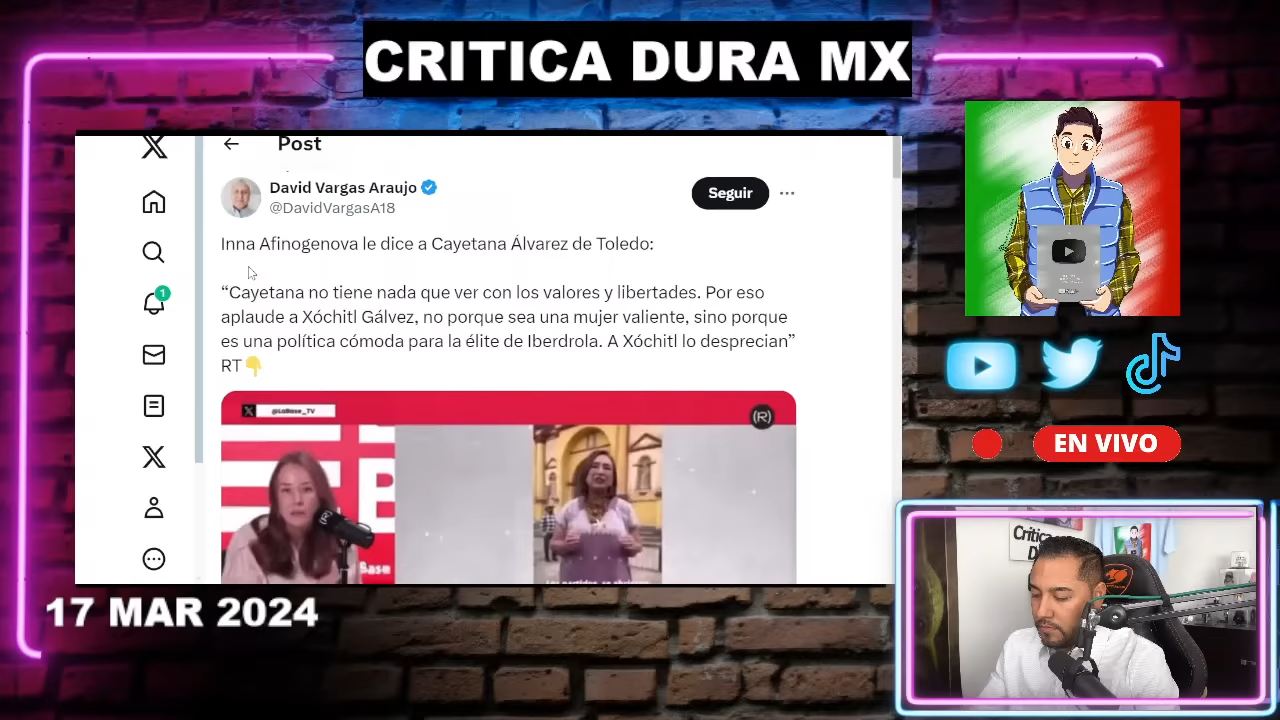 CRITICA DURA MX
Post
David Vargas Araujo
@DavidVargasA18
Seguir
Inna Afinogenova le dice a Cayetana Álvarez de Toledo:
1
“Cayetana no tiene nada que ver con los valores y libertades. Por eso
aplaude a Xóchitl Gálvez, no porque sea una mujer valiente, sino porque
es una política cómoda para la élite de Iberdrola. A Xóchitl lo desprecian”
RT
@LaBase_TV
(R)
Base
EN VIVO
17 MAR 2024